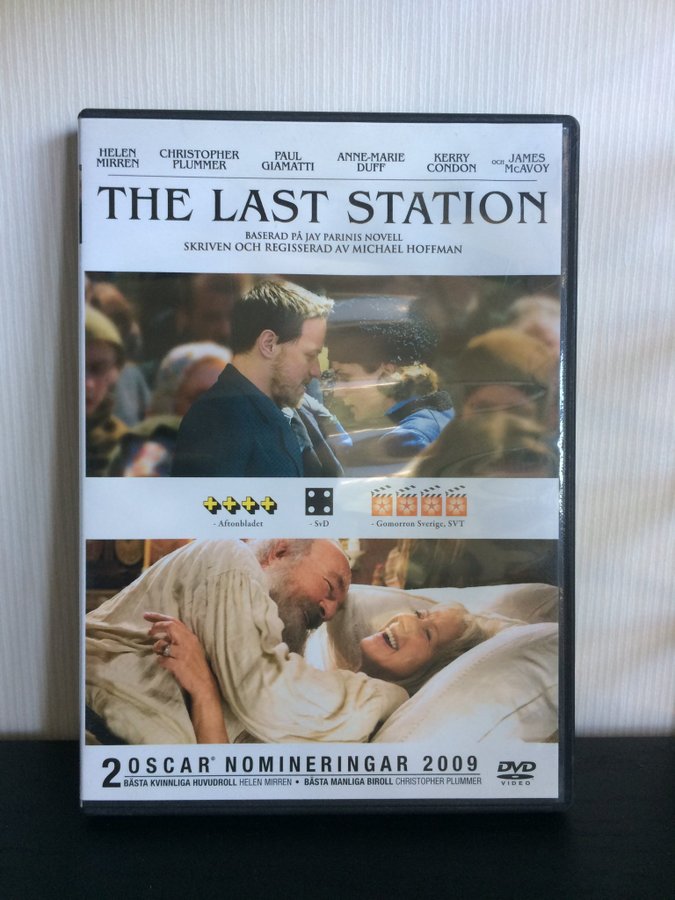 HELEN MIRREN CHRISTOPHER PLUMMER PAUL GIAMATTI ANNE-MARIE DUFF KERRY CONDON OCH JAMES McAVOY
THE LAST STATION
BASERAD PÅ JAY PARINIS NOVELL
SKRIVEN OCH REGISSERAD AV MICHAEL HOFFMAN
- Aftonbladet
- SvD
- Gomorron Sverige, SVT
2 OSCAR® NOMINERINGAR 2009
BÄSTA KVINNLIGA HUVUDROLL HELEN MIRREN • BÄSTA MANLIGA BIROLL CHRISTOPHER PLUMMER
DVD
VIDEO